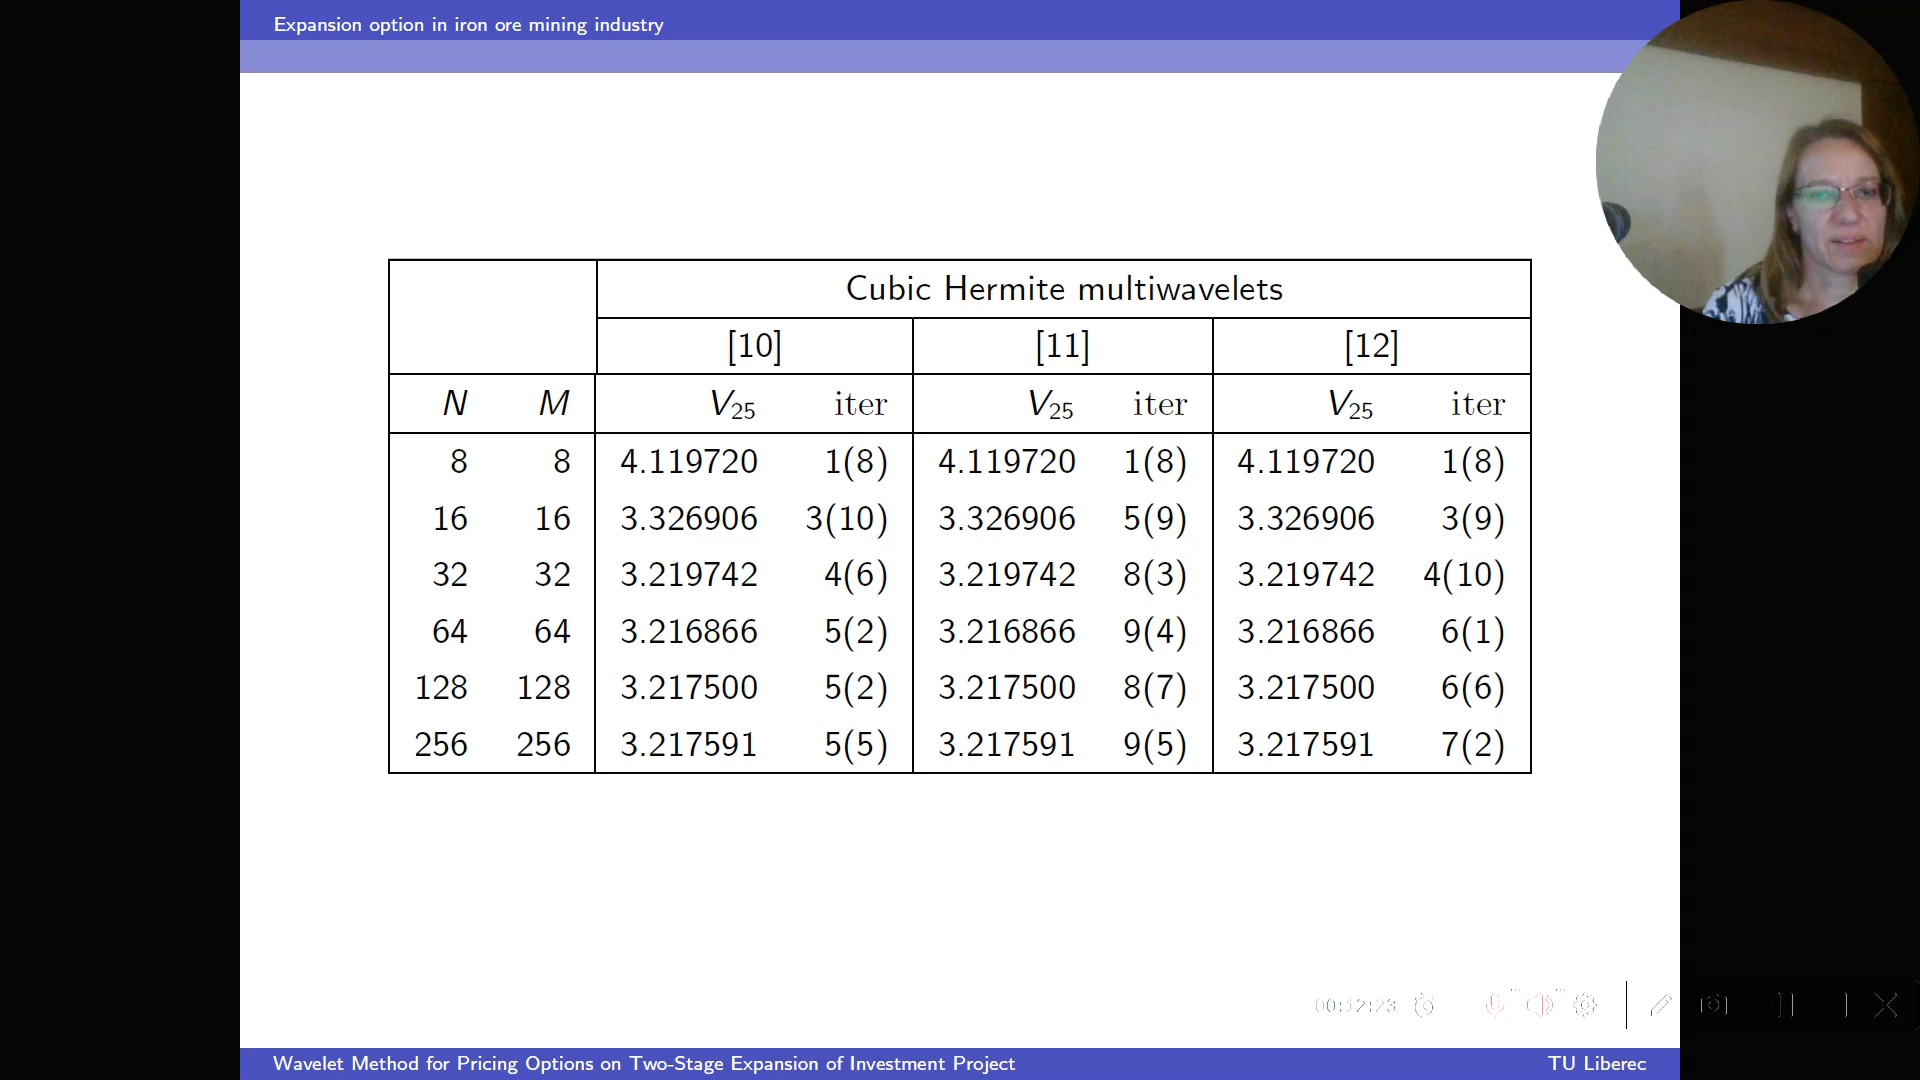 Expansion option in iron ore mining industry
Cubic Hermite multiwavelets
[10] [11] [12]
N M V₂₅ iter V₂₅ iter V₂₅ iter
8 8 4.119720 1(8) 4.119720 1(8) 4.119720 1(8)
16 16 3.326906 3(10) 3.326906 5(9) 3.326906 3(9)
32 32 3.219742 4(6) 3.219742 8(3) 3.219742 4(10)
64 64 3.216866 5(2) 3.216866 9(4) 3.216866 6(1)
128 128 3.217500 5(2) 3.217500 8(7) 3.217500 6(6)
256 256 3.217591 5(5) 3.217591 9(5) 3.217591 7(2)
00:12:23
Wavelet Method for Pricing Options on Two-Stage Expansion of Investment Project TU Liberec